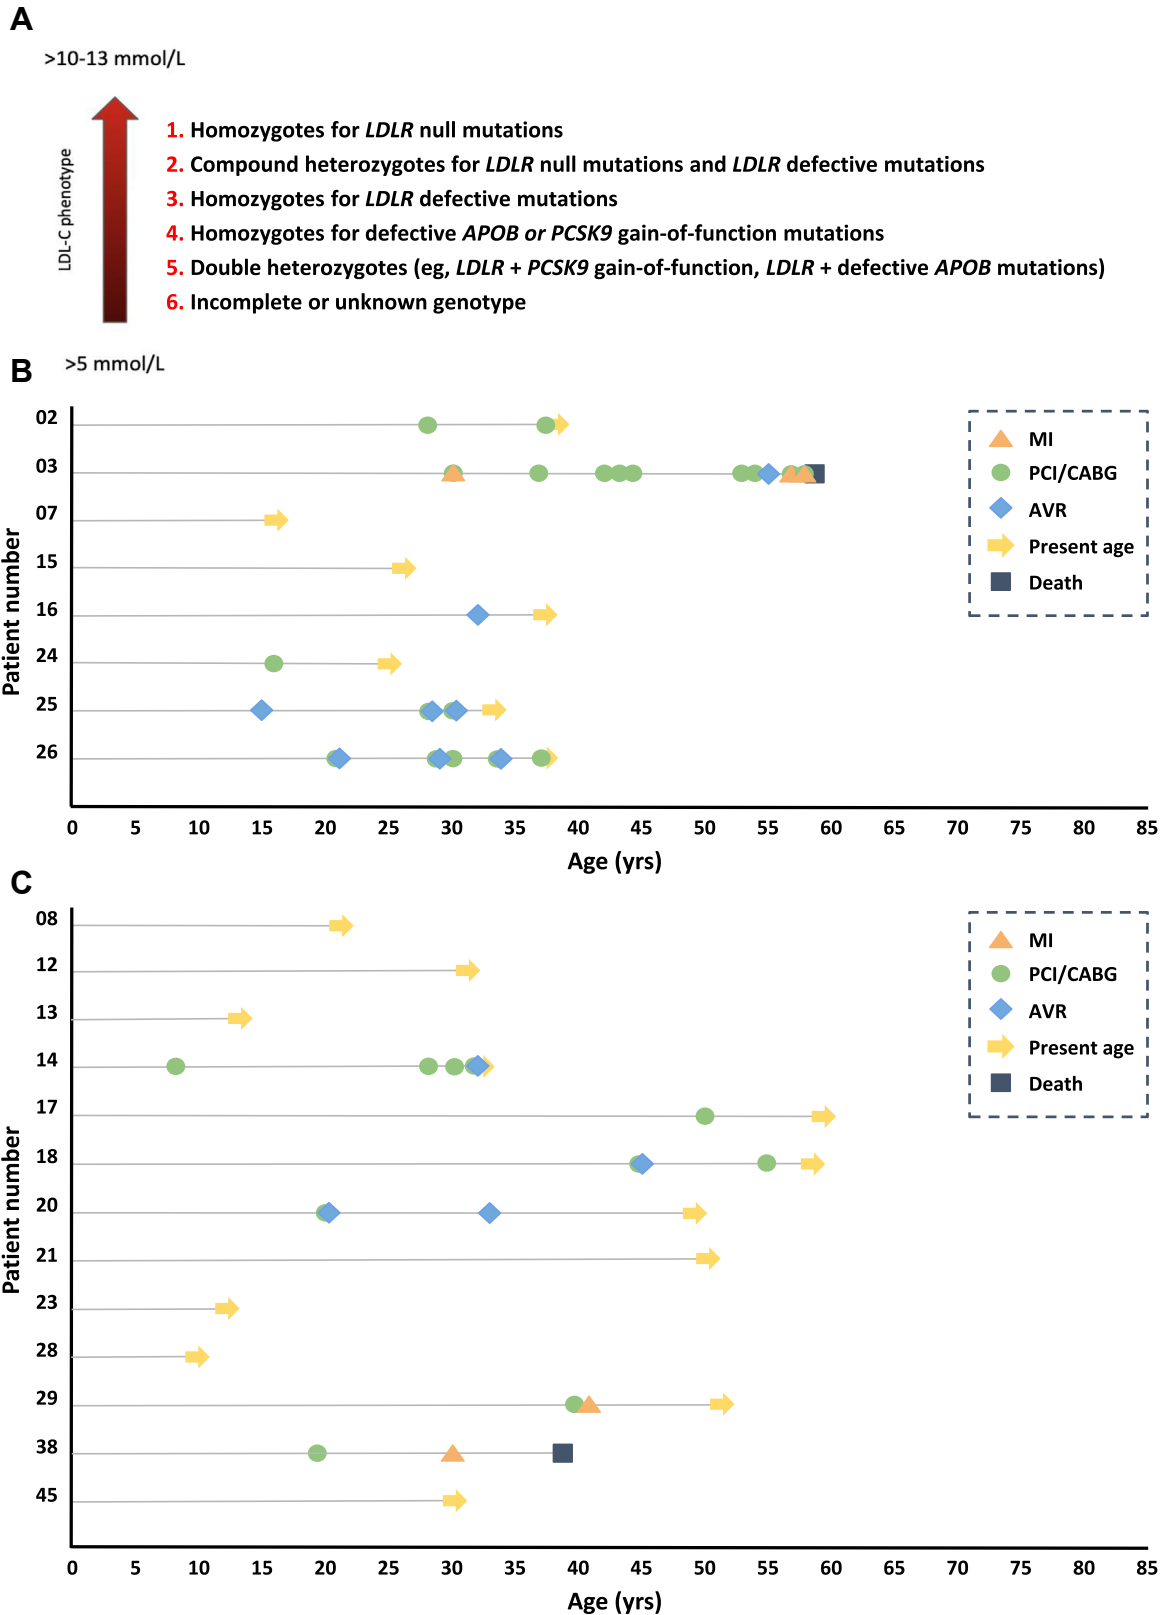 A
>10-13 mmol/L
LDL-C phenotype
1. Homozygotes for LDLR null mutations
2. Compound heterozygotes for LDLR null mutations and LDLR defective mutations
3. Homozygotes for LDLR defective mutations
4. Homozygotes for defective APOB or PCSK9 gain-of-function mutations
5. Double heterozygotes (eg, LDLR + PCSK9 gain-of-function, LDLR + defective APOB mutations)
6. Incomplete or unknown genotype
>5 mmol/L
B
Patient number
02
03
07
15
16
24
25
26
MI
PCI/CABG
AVR
Present age
Death
0 5 10 15 20 25 30 35 40 45 50 55 60 65 70 75 80 85
Age (yrs)
C
Patient number
08
12
13
14
17
18
20
21
23
28
29
38
45
MI
PCI/CABG
AVR
Present age
Death
0 5 10 15 20 25 30 35 40 45 50 55 60 65 70 75 80 85
Age (yrs)